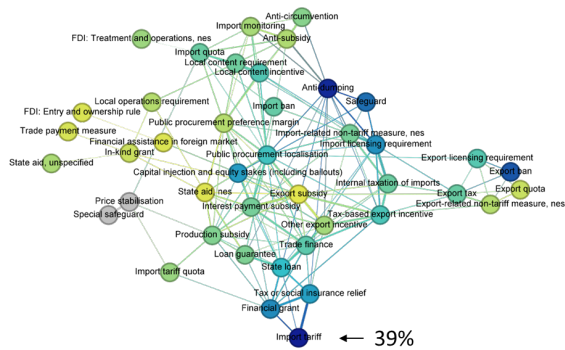 Anti-circumvention
Import monitoring
FDI: Treatment and operations, nes
Anti-subsidy
Import quota
Local content requirement
Local content incentive
Anti-dumping
Local operations requirement
Import ban
Safeguard
FDI: Entry and ownership rule
Public procurement preference margin
Trade payment measure
Import-related non-tariff measure, nes
Financial assistance in foreign market
Import licensing requirement
In-kind grant
Public procurement localisation
Export licensing requirement
State aid, unspecified
Capital injection and equity stakes (including bailouts)
Export ban
Internal taxation of imports
State aid, nes
Export subsidy
Export tax
Export quota
Price stabilisation
Interest payment subsidy
Export-related non-tariff measure, nes
Special safeguard
Tax-based export incentive
Other export incentive
Production subsidy
Trade finance
Loan guarantee
Import tariff quota
State loan
Tax or social insurance relief
Financial grant
Import tariff
39%